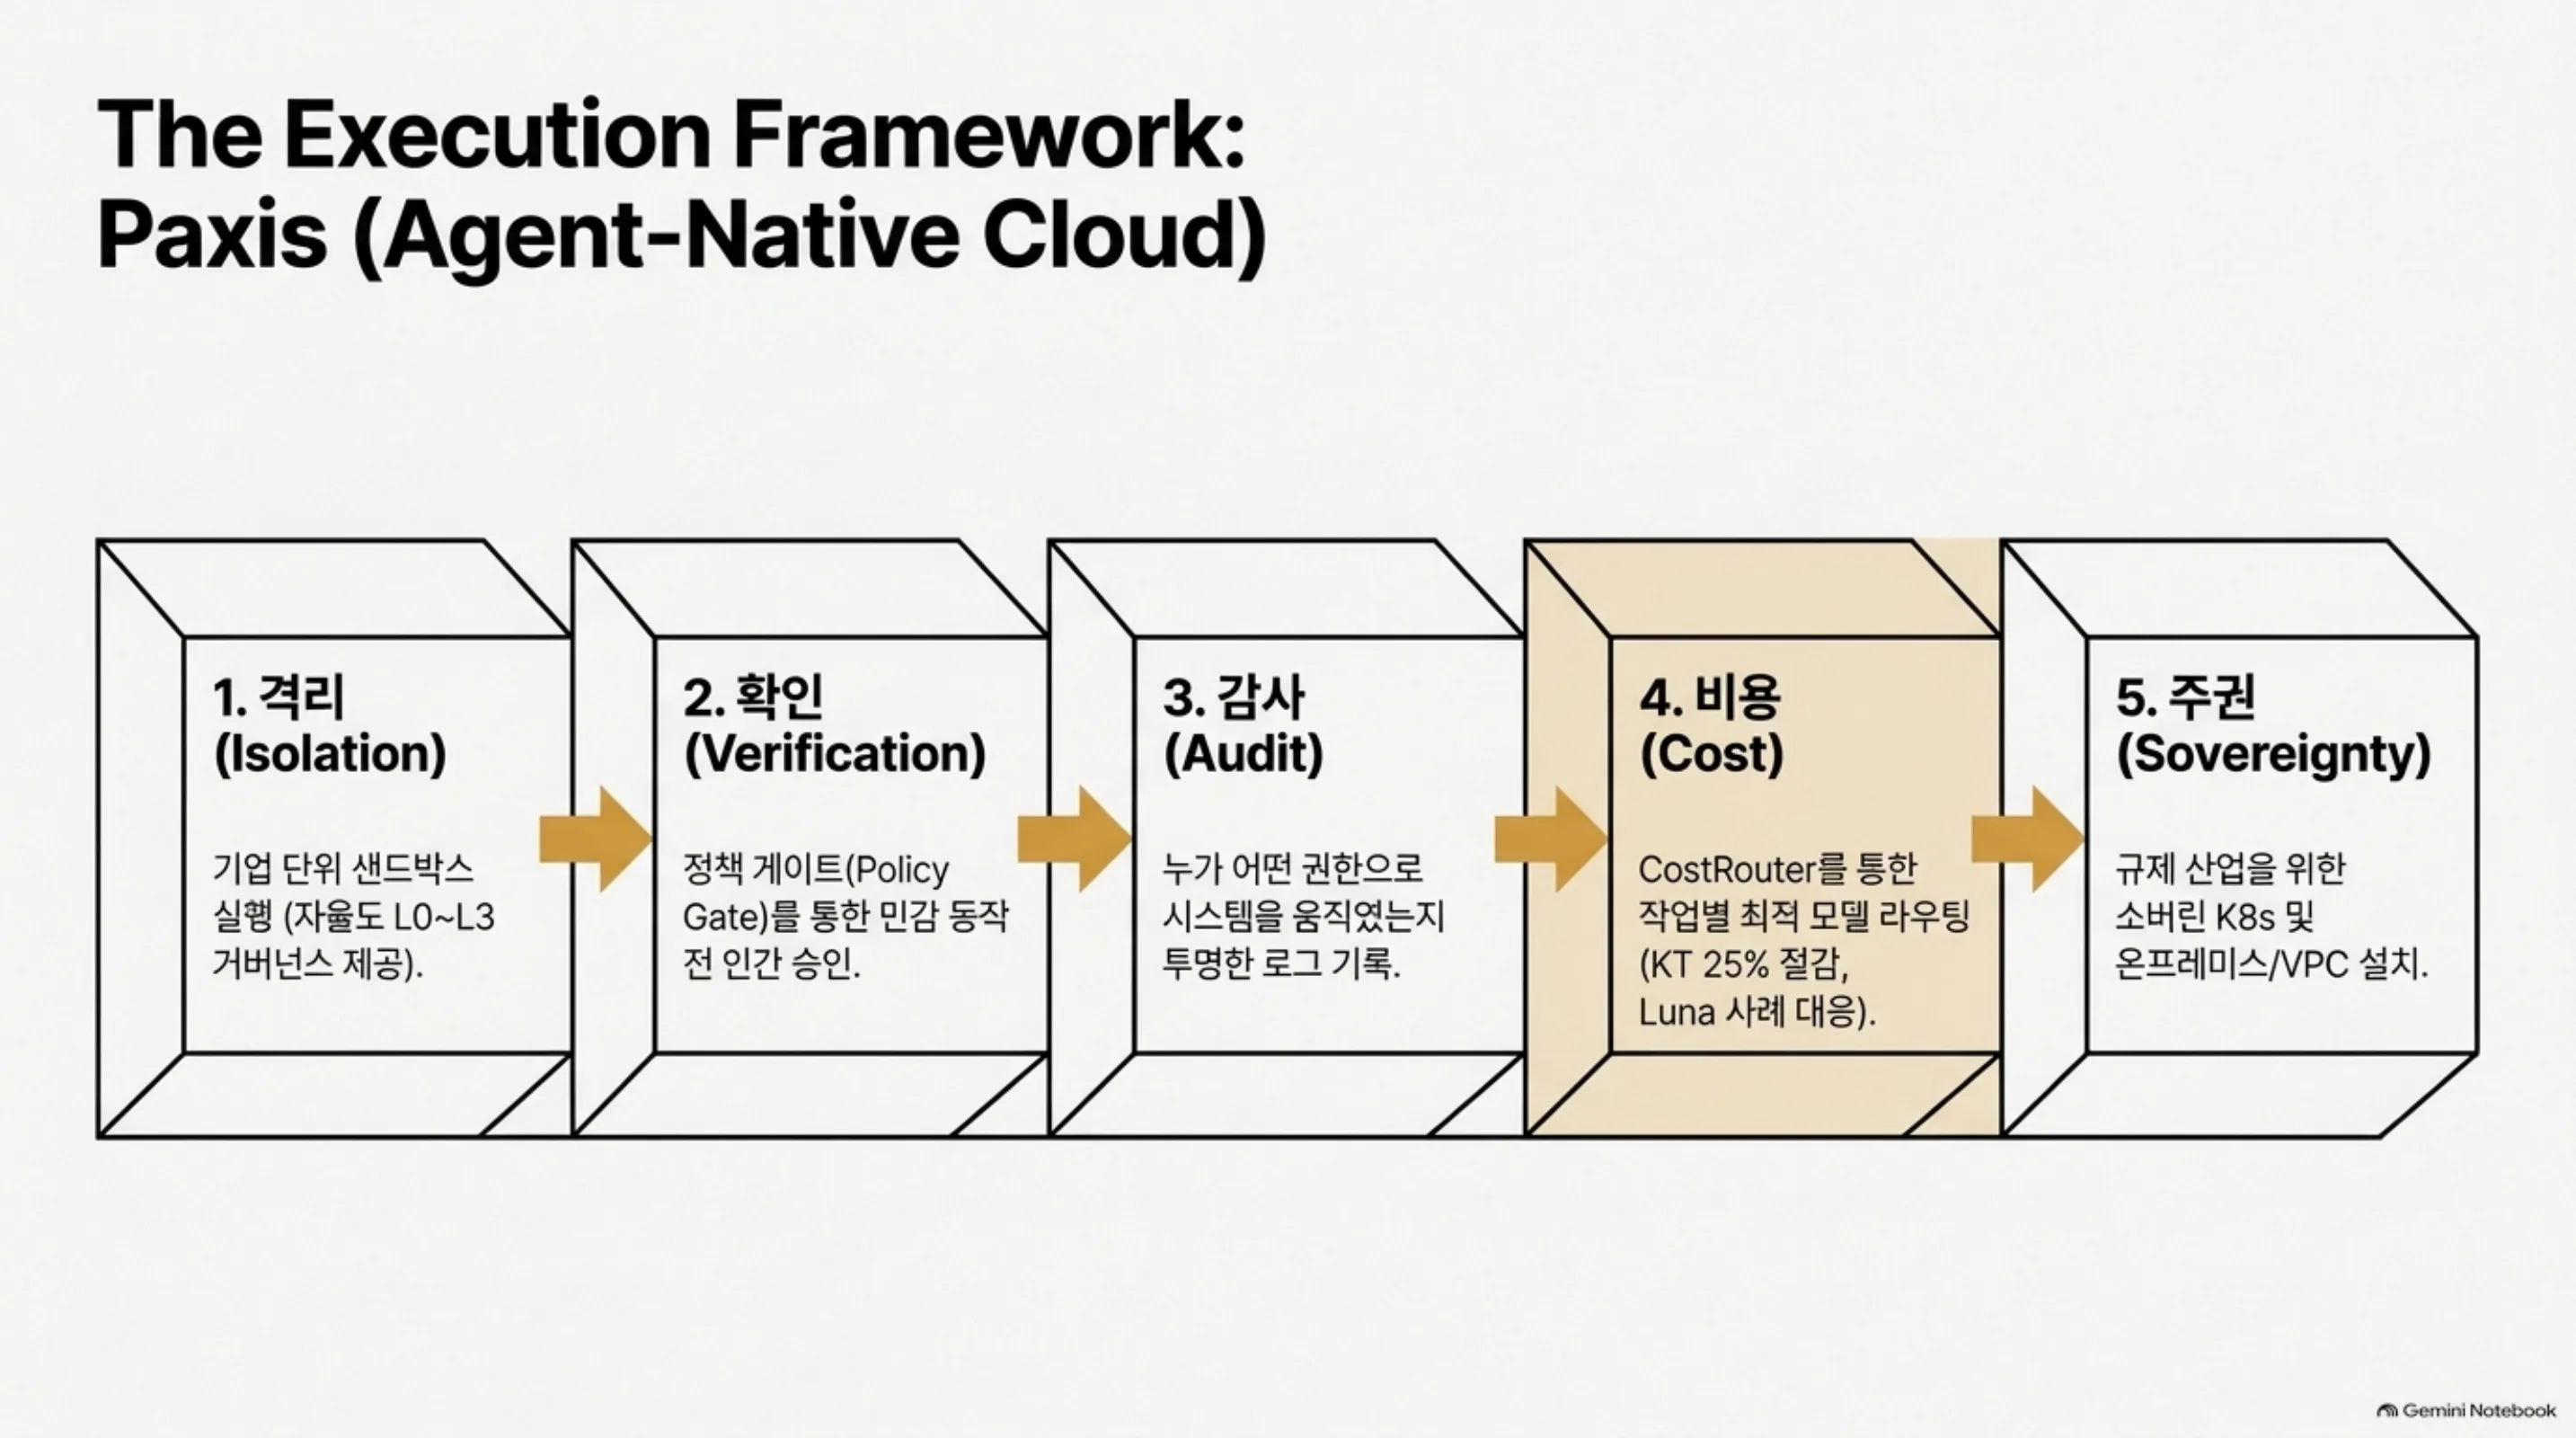 The Execution Framework:
Paxis (Agent-Native Cloud)
1. 격리
(Isolation)
기업 단위 샌드박스
실행 (자율도 L0~L3
거버넌스 제공).
2. 확인
(Verification)
정책 게이트(Policy
Gate)를 통한 민감 동작
전 인간 승인.
3. 감사
(Audit)
누가 어떤 권한으로
시스템을 움직였는지
투명한 로그 기록.
4. 비용
(Cost)
CostRouter를 통한
작업별 최적 모델 라우팅
(KT 25% 절감,
Luna 사례 대응).
5. 주권
(Sovereignty)
규제 산업을 위한
소버린 K8s 및
온프레미스/VPC 설치.
Gemini Notebook